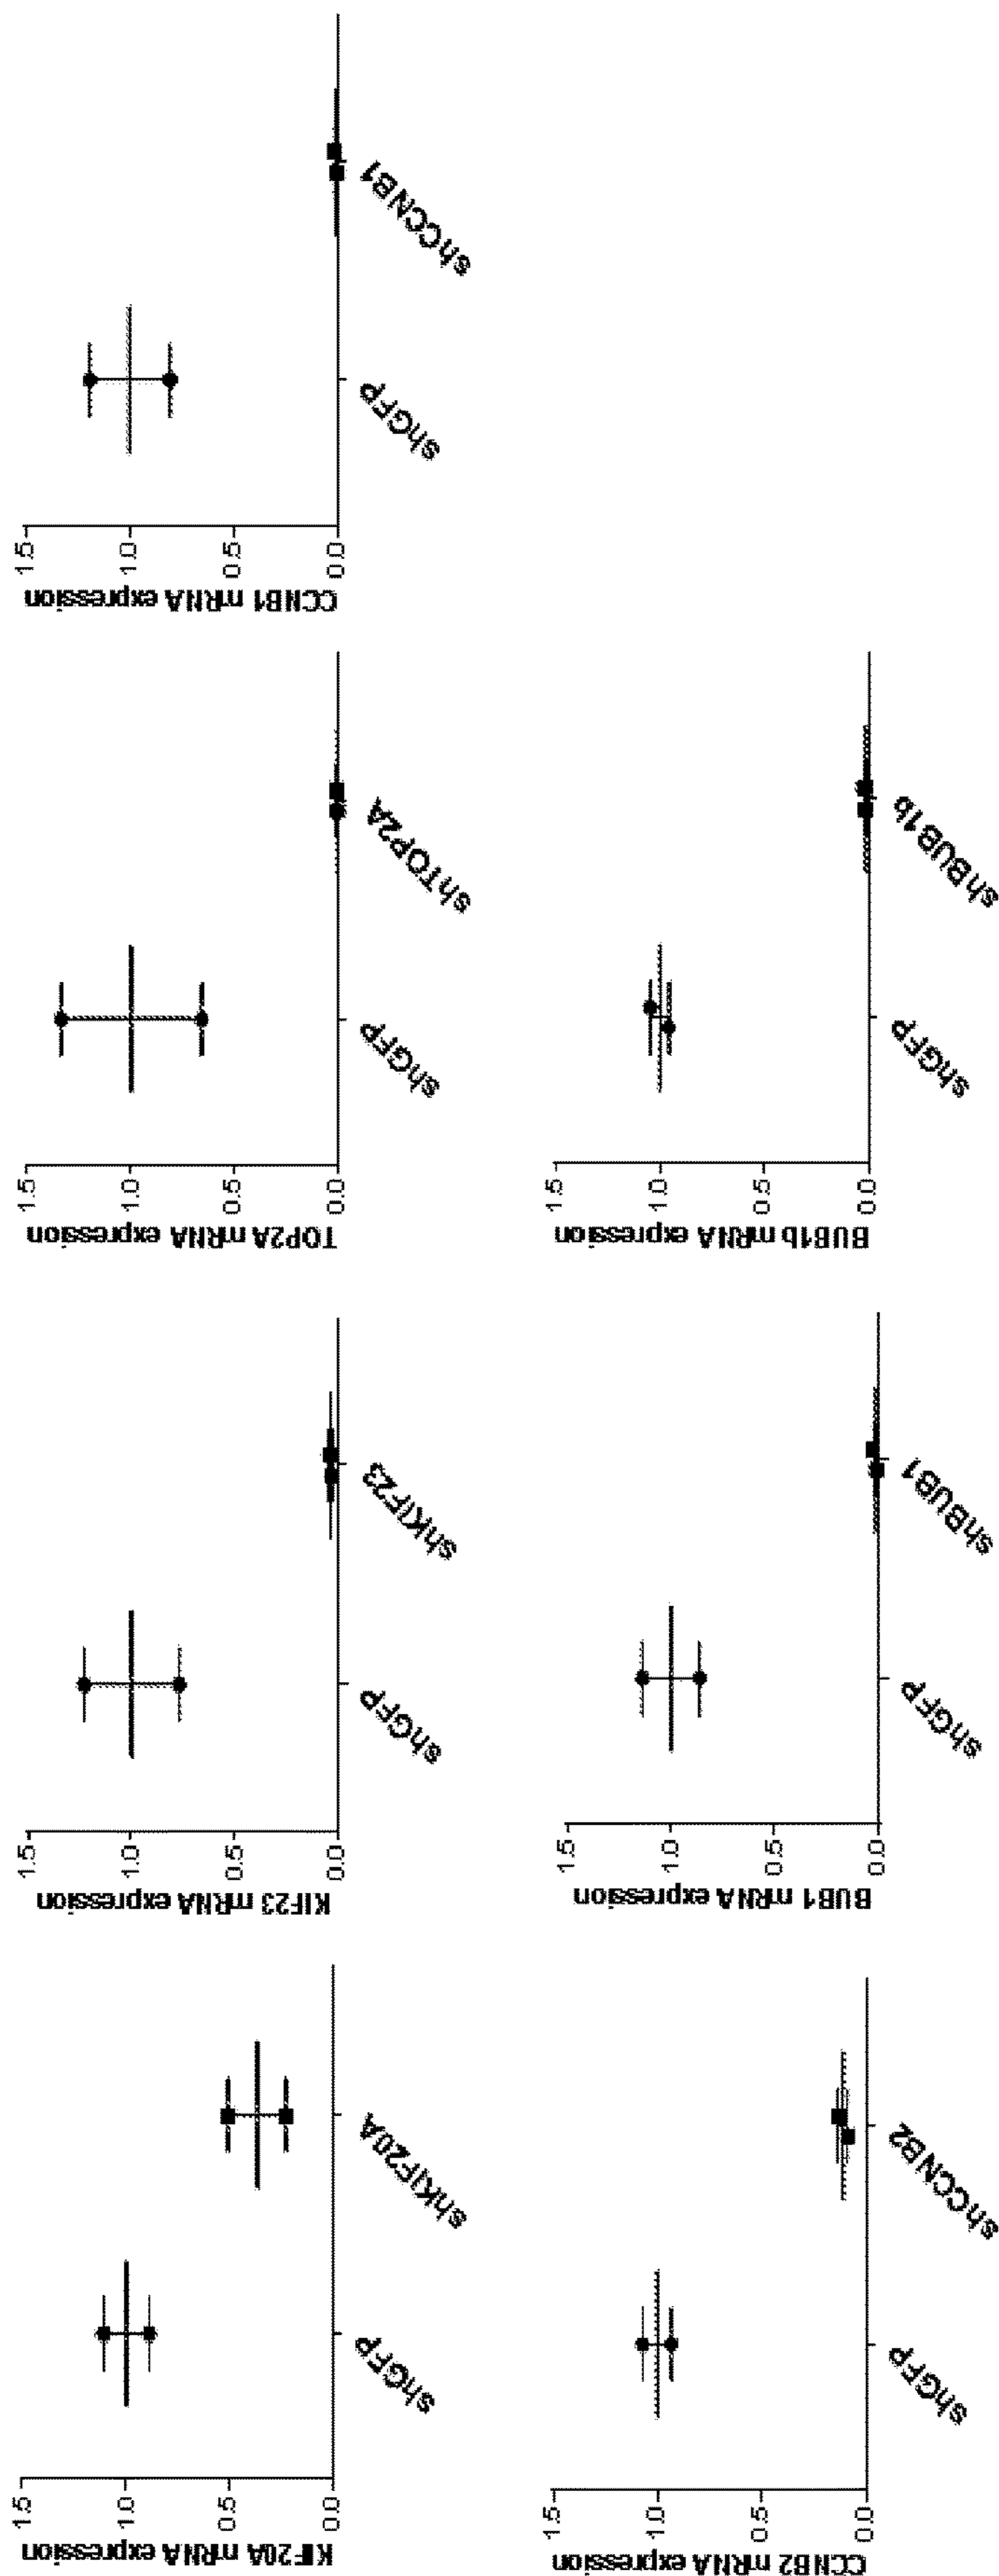 KIF20A mRNA expression
1.5
1.0
0.5
0.0
shGFP
shKIF20A
KIF23 mRNA expression
1.5
1.0
0.5
0.0
shGFP
shKIF23
TOP2A mRNA expression
1.5
1.0
0.5
0.0
shGFP
shTOP2A
CCNB1 mRNA expression
1.5
1.0
0.5
0.0
shGFP
shCCNB1
CCNB2 mRNA expression
1.5
1.0
0.5
0.0
shGFP
shCCNB2
BUB1 mRNA expression
1.5
1.0
0.5
0.0
shGFP
shBUB1
BUB1b mRNA expression
1.5
1.0
0.5
0.0
shGFP
shBUB1b